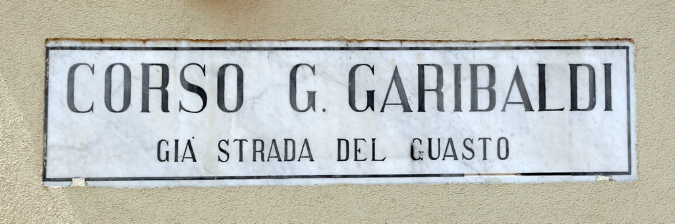 CORSO G. GARIBALDI
GIÀ STRADA DEL GUASTO